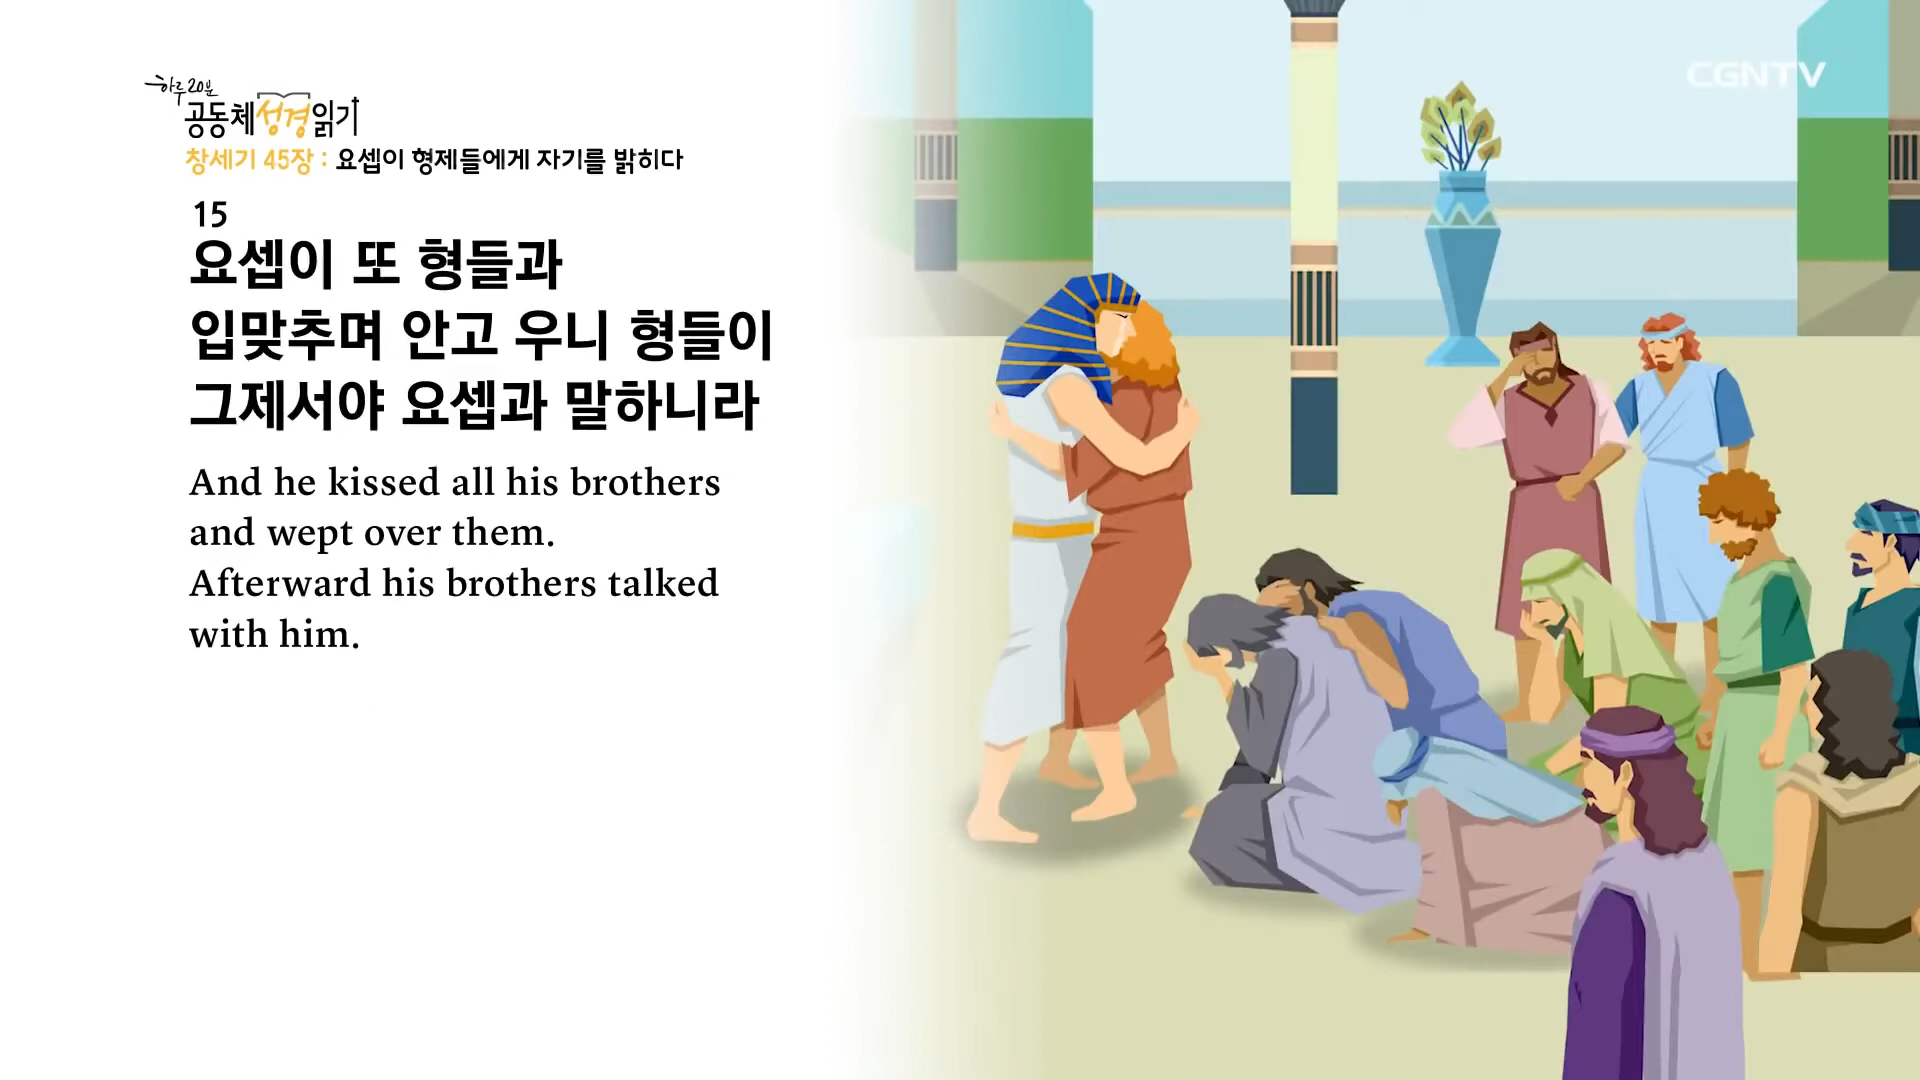 하루 20분
공동체성경읽기
창세기 45장 : 요셉이 형제들에게 자기를 밝히다
15
요셉이 또 형들과
입맞추며 안고 우니 형들이
그제서야 요셉과 말하니라
And he kissed all his brothers
and wept over them.
Afterward his brothers talked
with him.
CGNTV